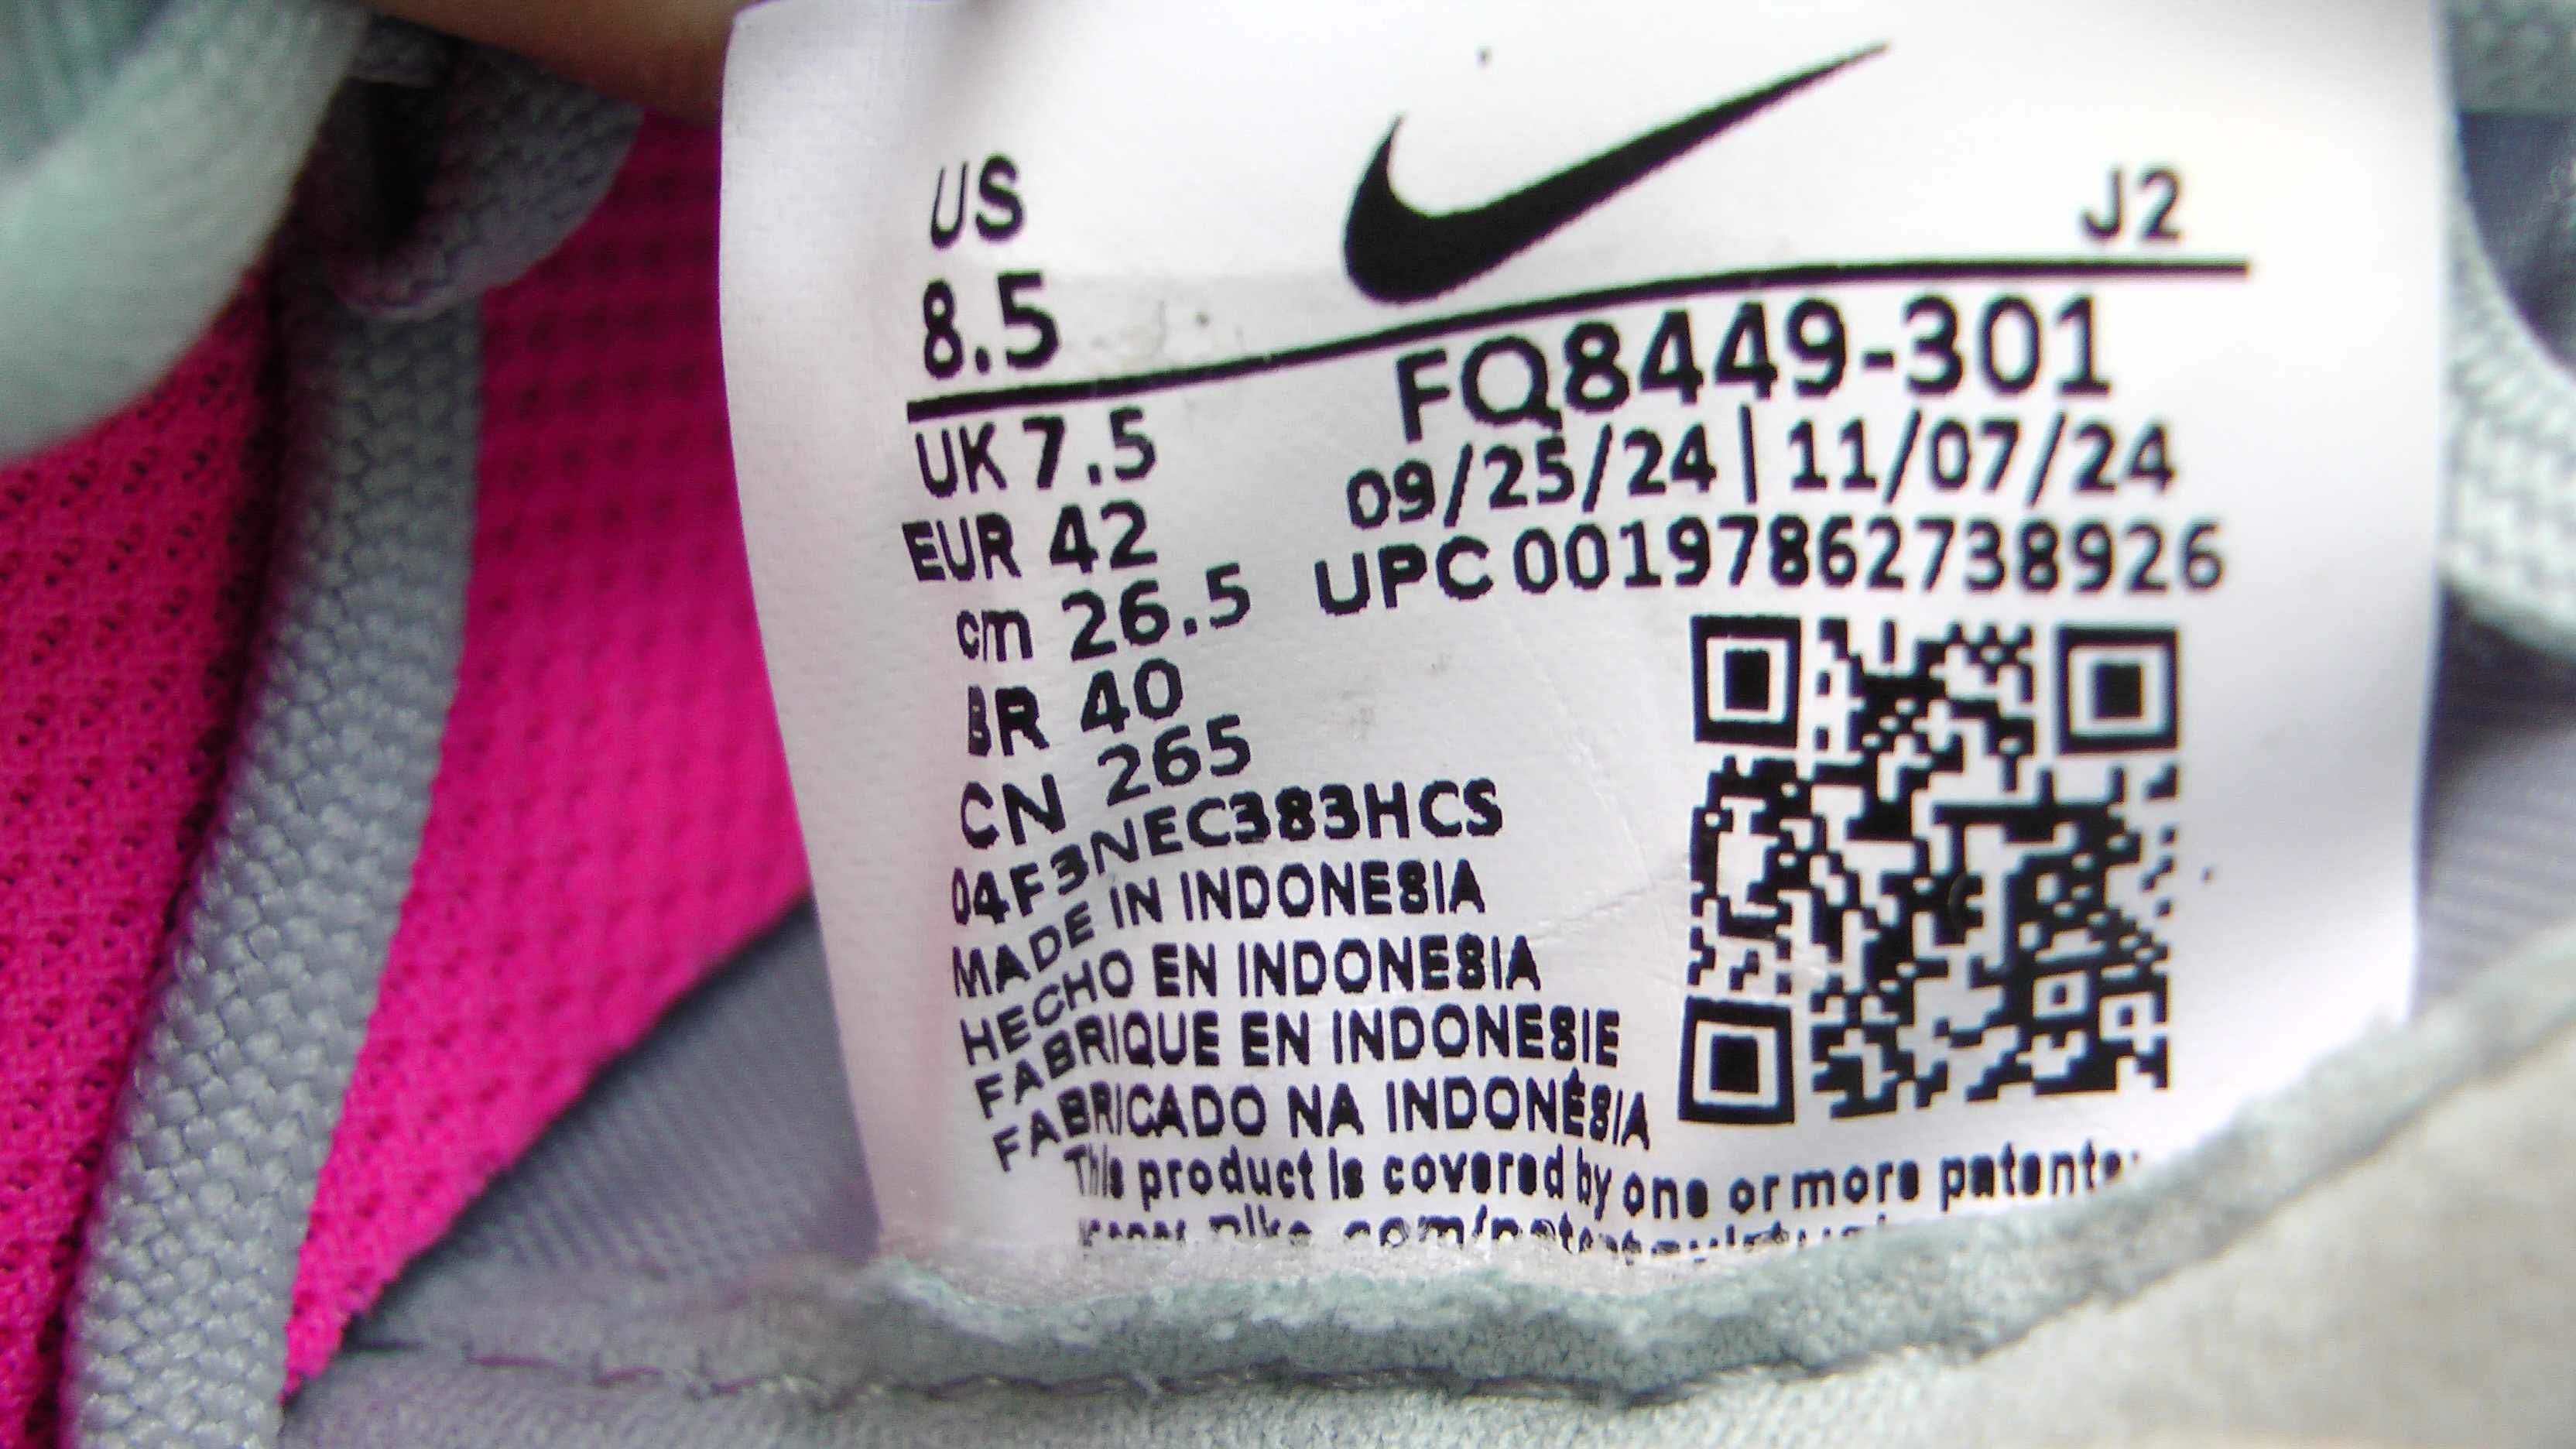 US
J2
8.5
FQ8449-301
UK 7.5
09/25/24 | 11/07/24
EUR 42
UPC 00197862738926
cm 26.5
BR 40
CN 265
04F3NEC383HCS
MADE IN INDONESIA
HECHO EN INDONESIA
FABRIQUE EN INDONESIE
FABRICADO NA INDONÉSIA
This product is covered by one or more patents: